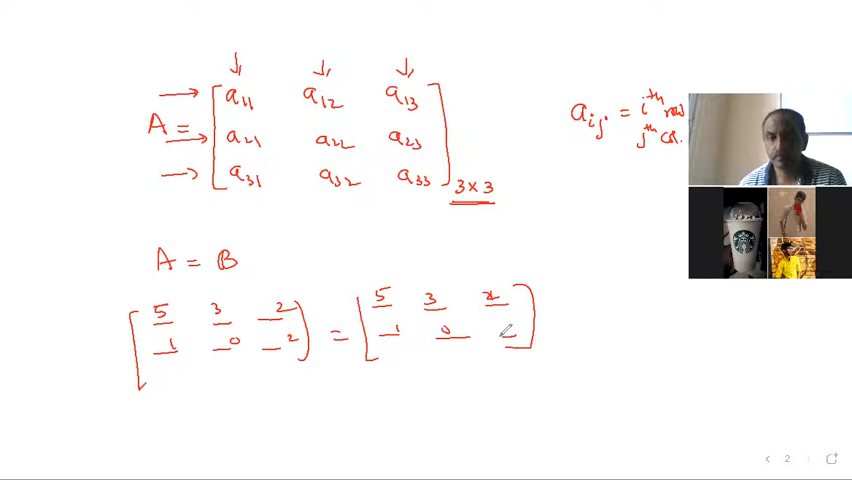 A = [ a11 a12 a13
a21 a22 a23
a31 a32 a33 ] 3×3
aij = ith row
jth col.
A = B
[ 5 3 2 = [ 5 3 x
1 0 2 1 0
2